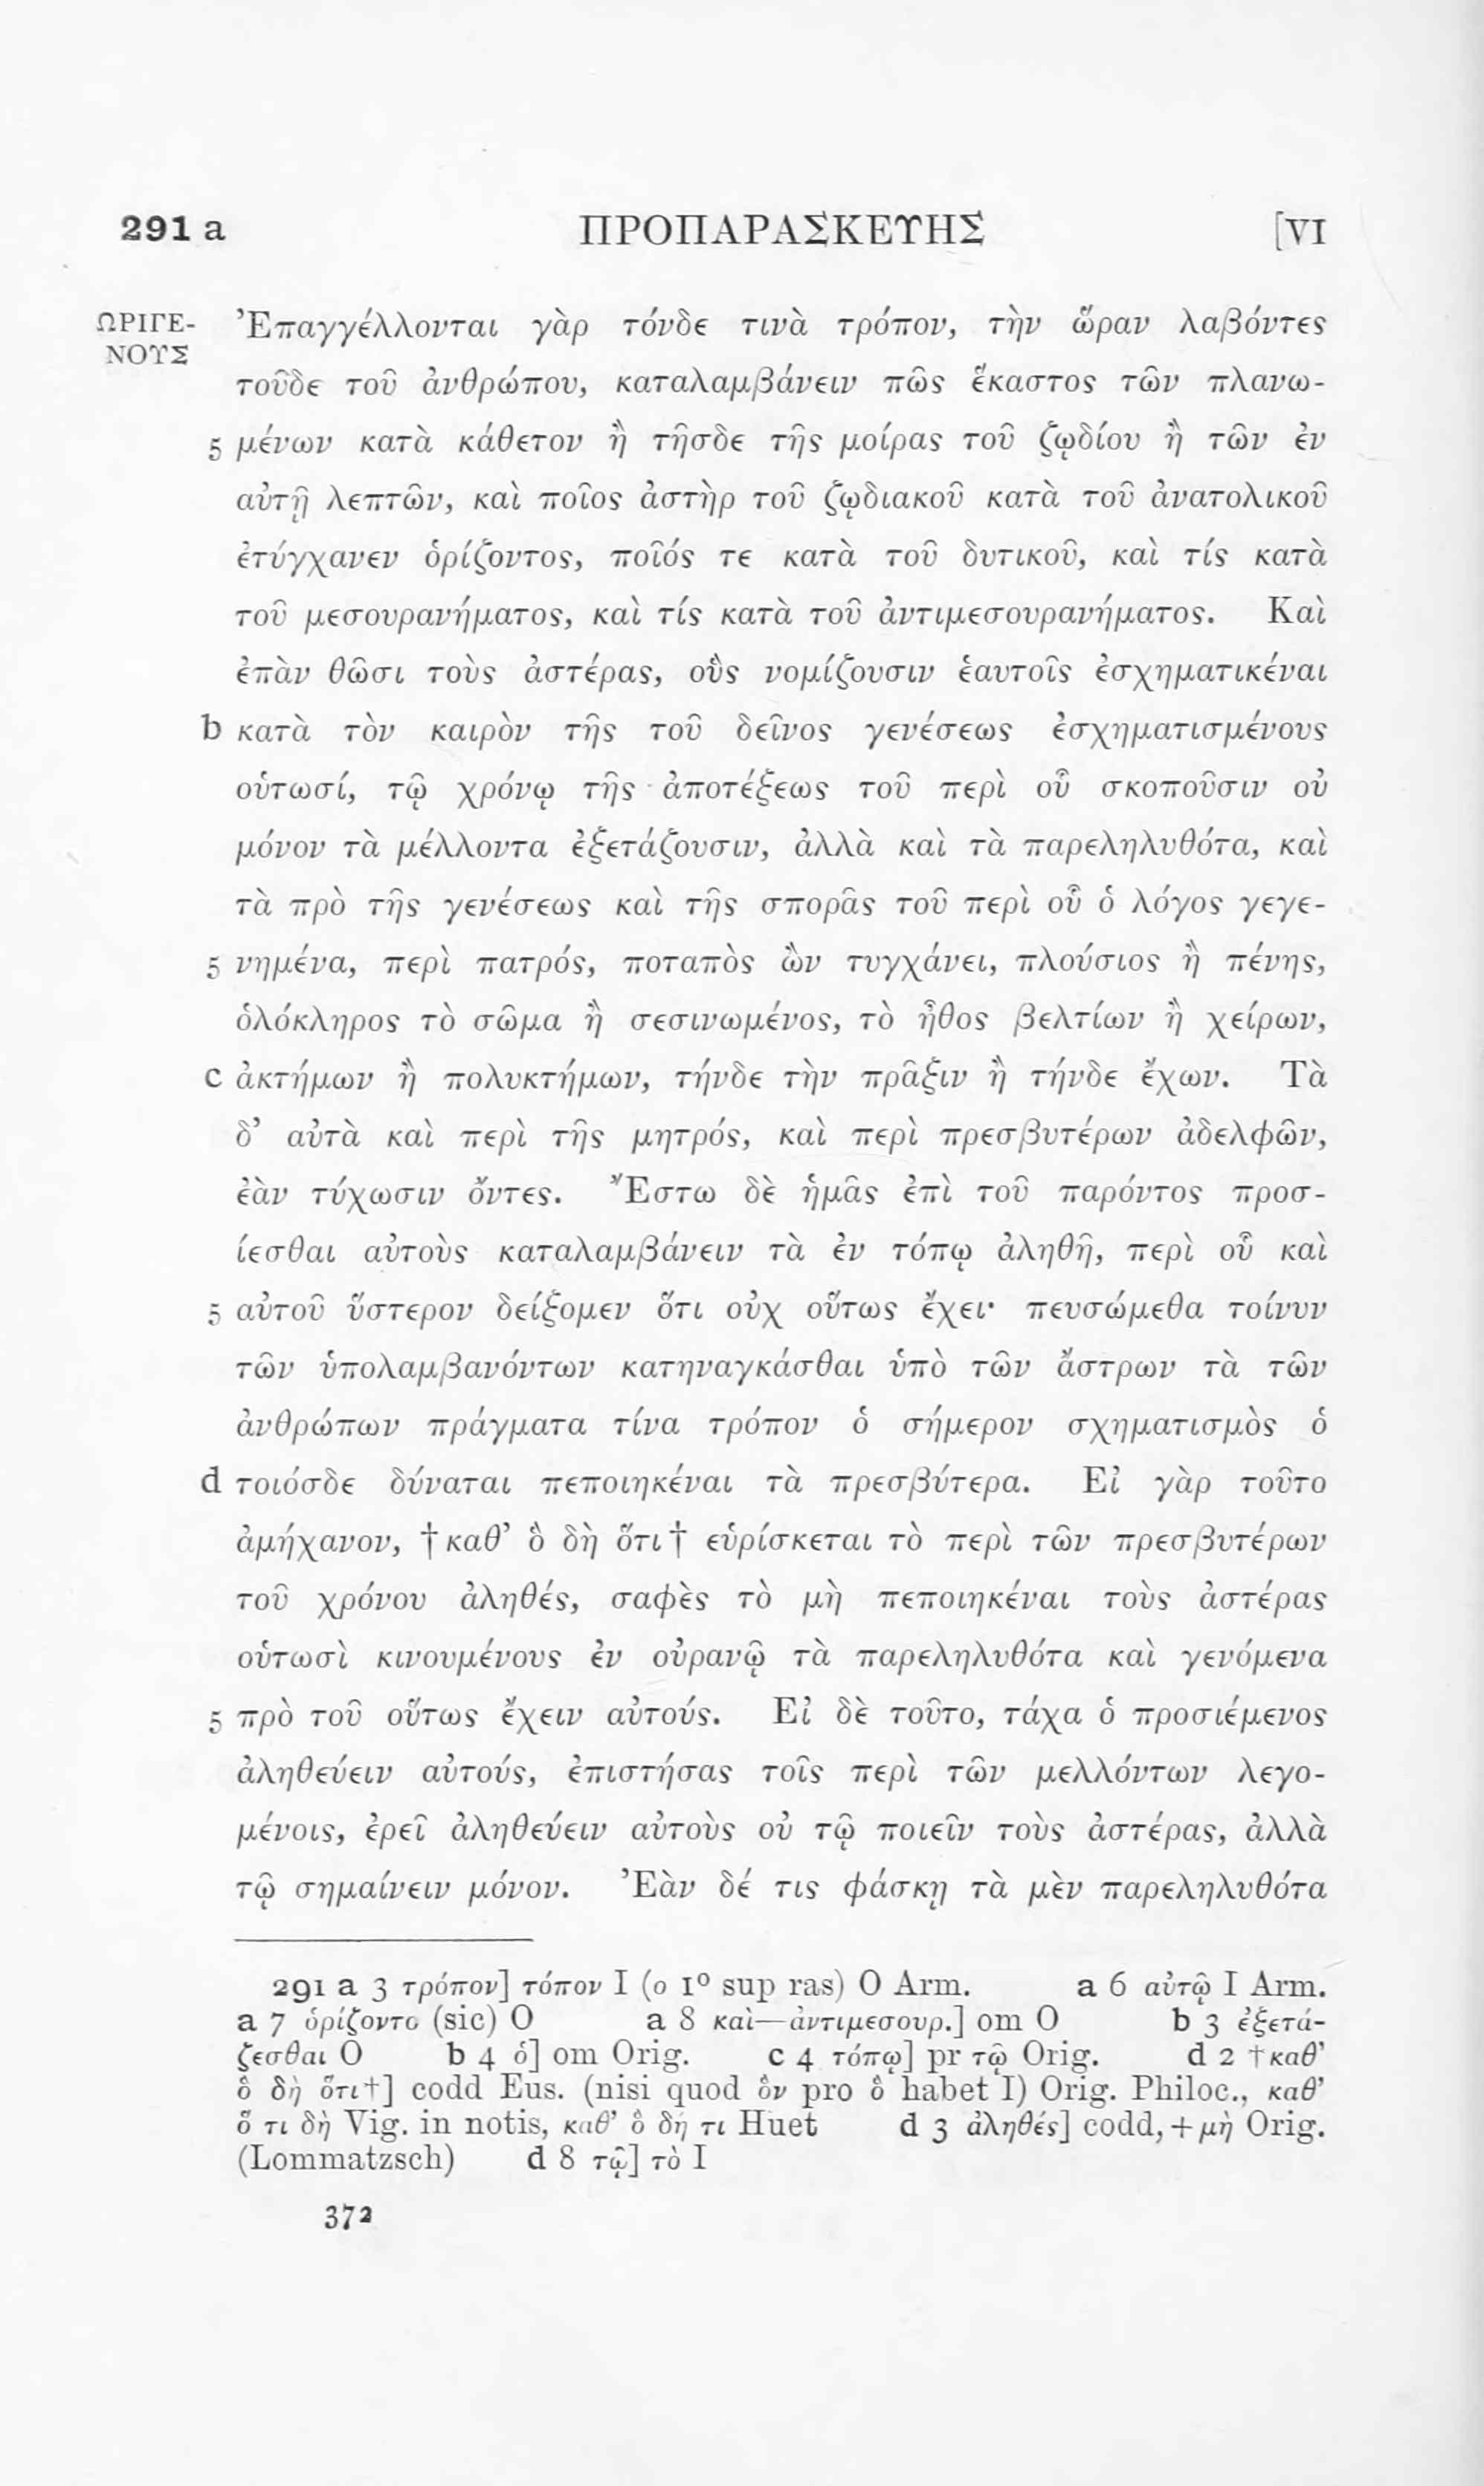 291 a ΠΡΟΠΑΡΑΣΚΕΥΗΣ [VI
ΩΡΙΓΕ- Ἐπαγγέλλονται γὰρ τόνδε τινὰ τρόπον, τὴν ὥραν λαβόντες
ΝΟΥΣ
τοῦδε τοῦ ἀνθρώπου, καταλαμβάνειν πῶς ἕκαστος τῶν πλανω-
5 μένων κατὰ κάθετον ἢ τῆσδε τῆς μοίρας τοῦ ζῳδίου ἢ τῶν ἐν
αὐτῇ λεπτῶν, καὶ ποῖος ἀστὴρ τοῦ ζῳδιακοῦ κατὰ τοῦ ἀνατολικοῦ
ἐτύγχανεν ὁρίζοντος, ποῖός τε κατὰ τοῦ δυτικοῦ, καὶ τίς κατὰ
τοῦ μεσουρανήματος, καὶ τίς κατὰ τοῦ ἀντιμεσουρανήματος. Καὶ
ἐπὰν θῶσι τοὺς ἀστέρας, οὓς νομίζουσιν ἑαυτοῖς ἐσχηματικέναι
b κατὰ τὸν καιρὸν τῆς τοῦ δεῖνος γενέσεως ἐσχηματισμένους
οὑτωσί, τῷ χρόνῳ τῆς ἀποτέξεως τοῦ περὶ οὗ σκοποῦσιν οὐ
μόνον τὰ μέλλοντα ἐξετάζουσιν, ἀλλὰ καὶ τὰ παρεληλυθότα, καὶ
τὰ πρὸ τῆς γενέσεως καὶ τῆς σπορᾶς τοῦ περὶ οὗ ὁ λόγος γεγε-
5 νημένα, περὶ πατρός, ποταπὸς ὢν τυγχάνει, πλούσιος ἢ πένης,
ὁλόκληρος τὸ σῶμα ἢ σεσινωμένος, τὸ ἦθος βελτίων ἢ χείρων,
c ἀκτήμων ἢ πολυκτήμων, τήνδε τὴν πρᾶξιν ἢ τήνδε ἔχων. Τὰ
δ’ αὐτὰ καὶ περὶ τῆς μητρός, καὶ περὶ πρεσβυτέρων ἀδελφῶν,
ἐὰν τύχωσιν ὄντες. Ἔστω δὲ ἡμᾶς ἐπὶ τοῦ παρόντος προσ-
ίεσθαι αὐτοὺς καταλαμβάνειν τὰ ἐν τόπῳ ἀληθῆ, περὶ οὗ καὶ
5 αὐτοῦ ὕστερον δείξομεν ὅτι οὐχ οὕτως ἔχει· πευσώμεθα τοίνυν
τῶν ὑπολαμβανόντων κατηναγκάσθαι ὑπὸ τῶν ἄστρων τὰ τῶν
ἀνθρώπων πράγματα τίνα τρόπον ὁ σήμερον σχηματισμὸς ὁ
d τοιόσδε δύναται πεποιηκέναι τὰ πρεσβύτερα. Εἰ γὰρ τοῦτο
ἀμήχανον, †καθ’ ὃ δὴ ὅτι† εὑρίσκεται τὸ περὶ τῶν πρεσβυτέρων
τοῦ χρόνου ἀληθές, σαφὲς τὸ μὴ πεποιηκέναι τοὺς ἀστέρας
οὑτωσὶ κινουμένους ἐν οὐρανῷ τὰ παρεληλυθότα καὶ γενόμενα
5 πρὸ τοῦ οὕτως ἔχειν αὐτούς. Εἰ δὲ τοῦτο, τάχα ὁ προσιέμενος
ἀληθεύειν αὐτούς, ἐπιστήσας τοῖς περὶ τῶν μελλόντων λεγο-
μένοις, ἐρεῖ ἀληθεύειν αὐτοὺς οὐ τῷ ποιεῖν τοὺς ἀστέρας, ἀλλὰ
τῷ σημαίνειν μόνον. Ἐὰν δέ τις φάσκῃ τὰ μὲν παρεληλυθότα
291 a 3 τρόπον] τόπον I (ο 1⁰ sup ras) O Arm. a 6 αὐτῷ I Arm.
a 7 ὁρίζοντο (sic) O a 8 καὶ—ἀντιμεσουρ.] om O b 3 ἐξετά-
ζεσθαι O b 4 ὁ] om Orig. c 4 τόπῳ] pr τῷ Orig. d 2 †καθ’
ὃ δὴ ὅτι†] codd Eus. (nisi quod ὃν pro ὃ habet I) Orig. Philoc., καθ’
ὅ τι δὴ Vig. in notis, καθ’ ὃ δή τι Huet d 3 ἀληθές] codd, + μὴ Orig.
(Lommatzsch) d 8 τῷ] τὸ I
372